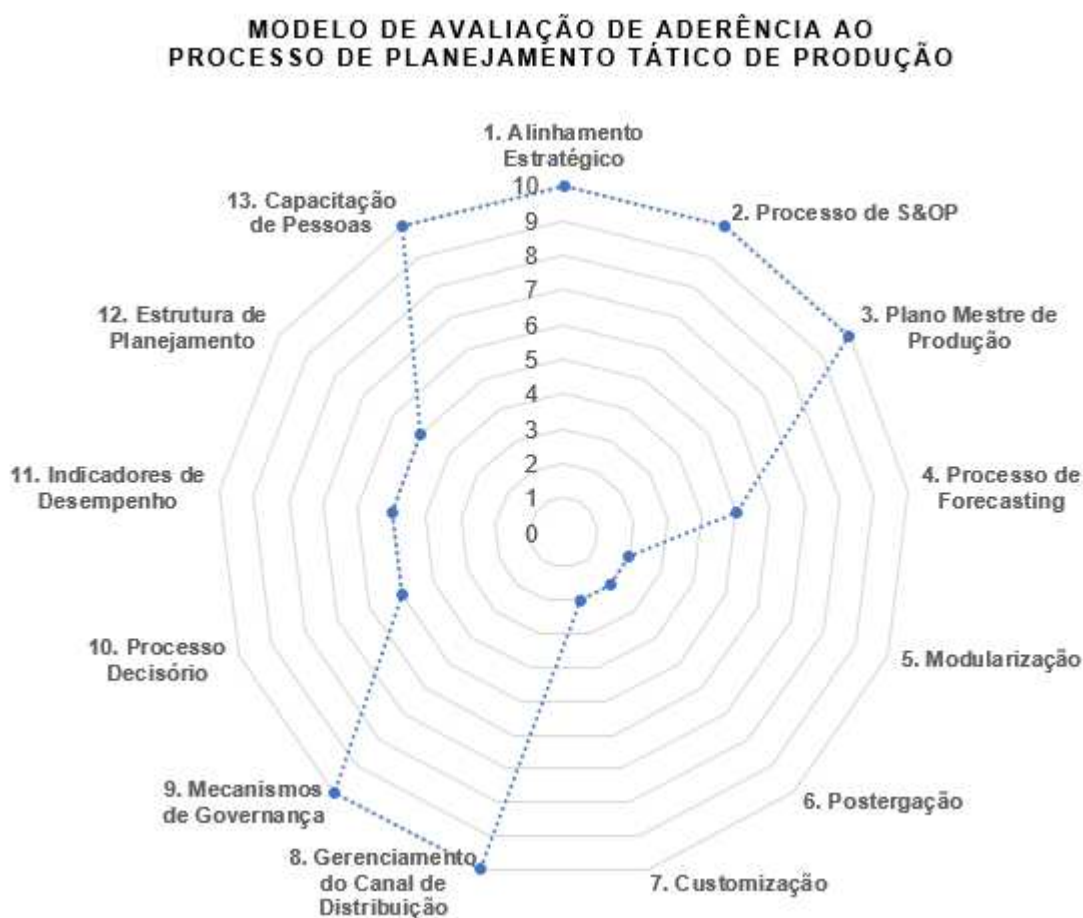 MODELO DE AVALIAÇÃO DE ADERÊNCIA AO
PROCESSO DE PLANEJAMENTO TÁTICO DE PRODUÇÃO
1. Alinhamento
Estratégico
2. Processo de S&OP
3. Plano Mestre de
Produção
4. Processo de
Forecasting
5. Modularização
6. Postergação
7. Customização
8. Gerenciamento
do Canal de
Distribuição
9. Mecanismos
de Governança
10. Processo
Decisório
11. Indicadores de
Desempenho
12. Estrutura de
Planejamento
13. Capacitação
de Pessoas
10
9
8
7
6
5
4
3
2
1
0